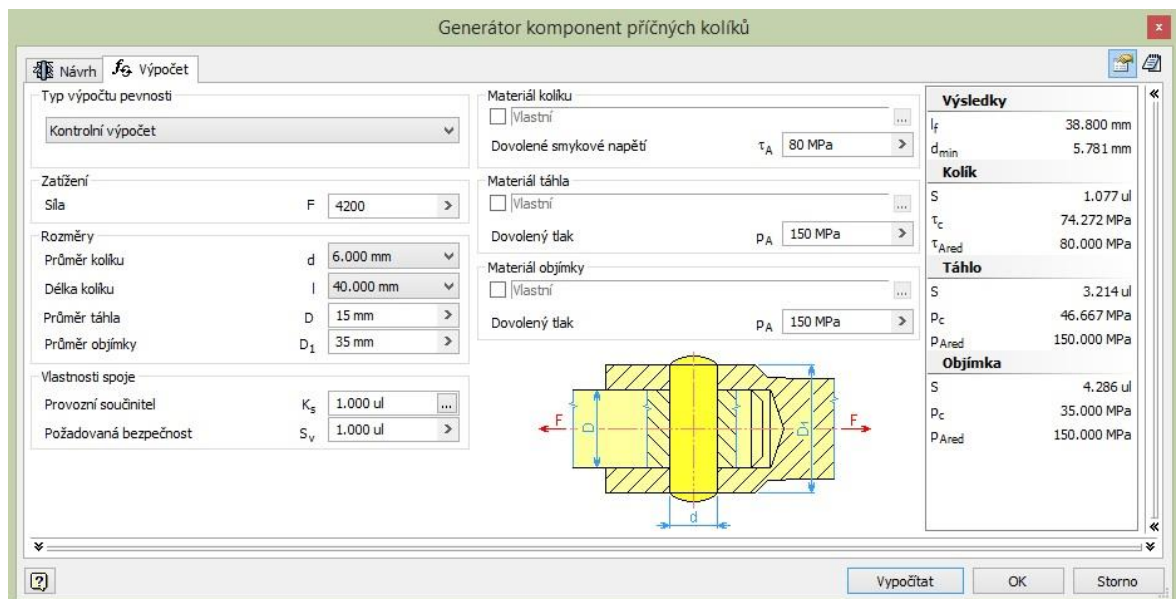 Generátor komponent příčných kolíků
x
Návrh
Výpočet
Typ výpočtu pevnosti
Kontrolní výpočet
Zatížení
Síla F 4200 >
Rozměry
Průměr kolíku d 6.000 mm
Délka kolíku l 40.000 mm
Průměr táhla D 15 mm >
Průměr objímky D1 35 mm >
Vlastnosti spoje
Provozní součinitel Ks 1.000 ul ...
Požadovaná bezpečnost Sv 1.000 ul >
Materiál kolíku
Vlastní ...
Dovolené smykové napětí τA 80 MPa >
Materiál táhla
Vlastní ...
Dovolený tlak pA 150 MPa >
Materiál objímky
Vlastní ...
Dovolený tlak pA 150 MPa >
F D D1 F
d
Výsledky
lf 38.800 mm
dmin 5.781 mm
Kolík
S 1.077 ul
τc 74.272 MPa
τAred 80.000 MPa
Táhlo
S 3.214 ul
pc 46.667 MPa
pAred 150.000 MPa
Objímka
S 4.286 ul
pc 35.000 MPa
pAred 150.000 MPa
?
Vypočítat
OK
Storno